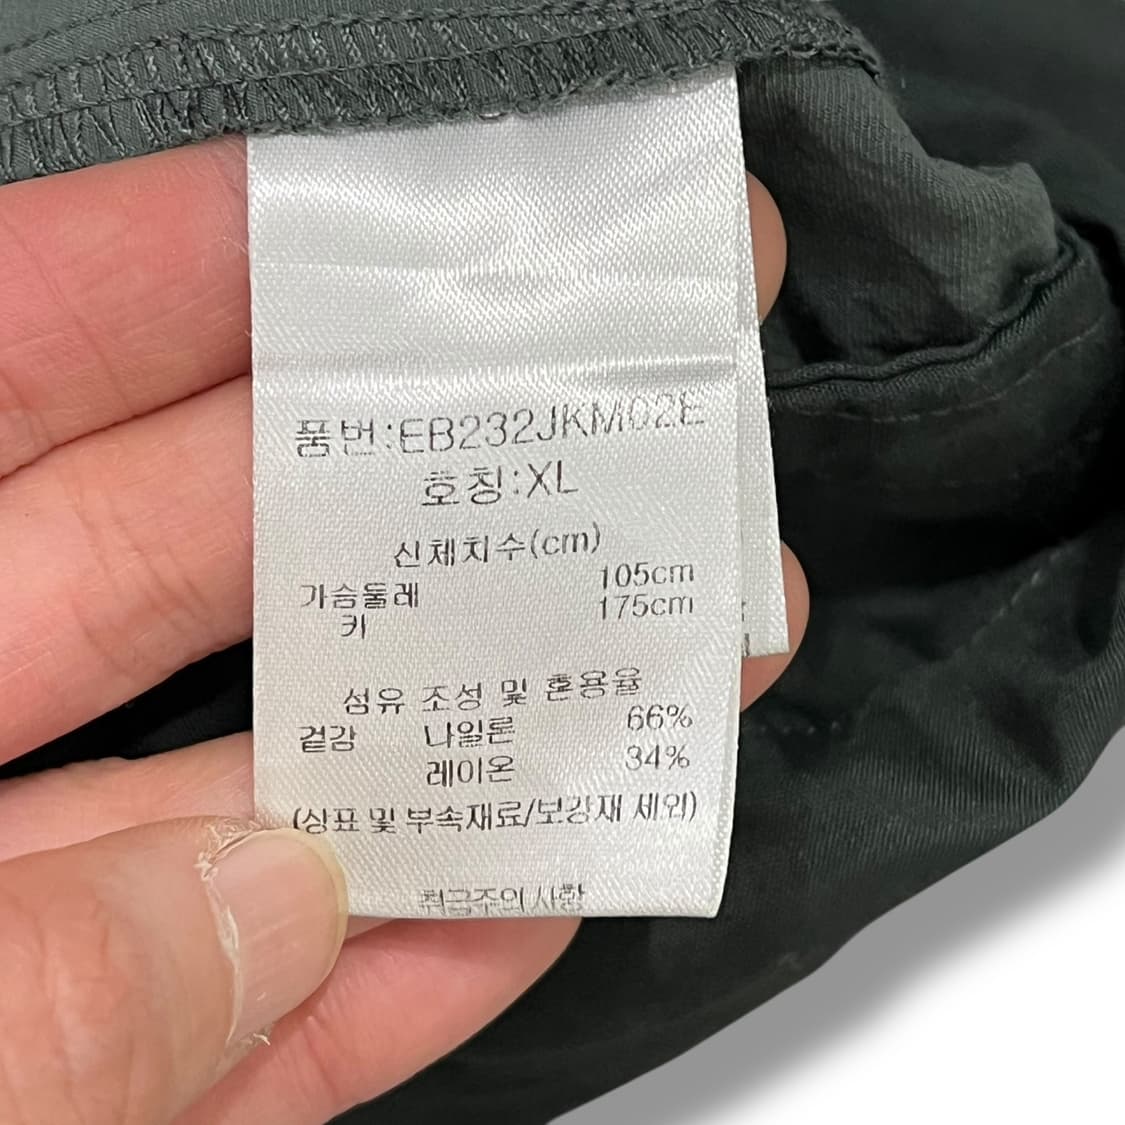 품번:EB232JKM02E
호칭:XL
신체치수(cm)
가슴둘레 105cm
키 175cm
섬유 조성 및 혼용율
겉감 나일론 66%
레이온 34%
(상표 및 부속재료/보강재 제외)
취급주의사항